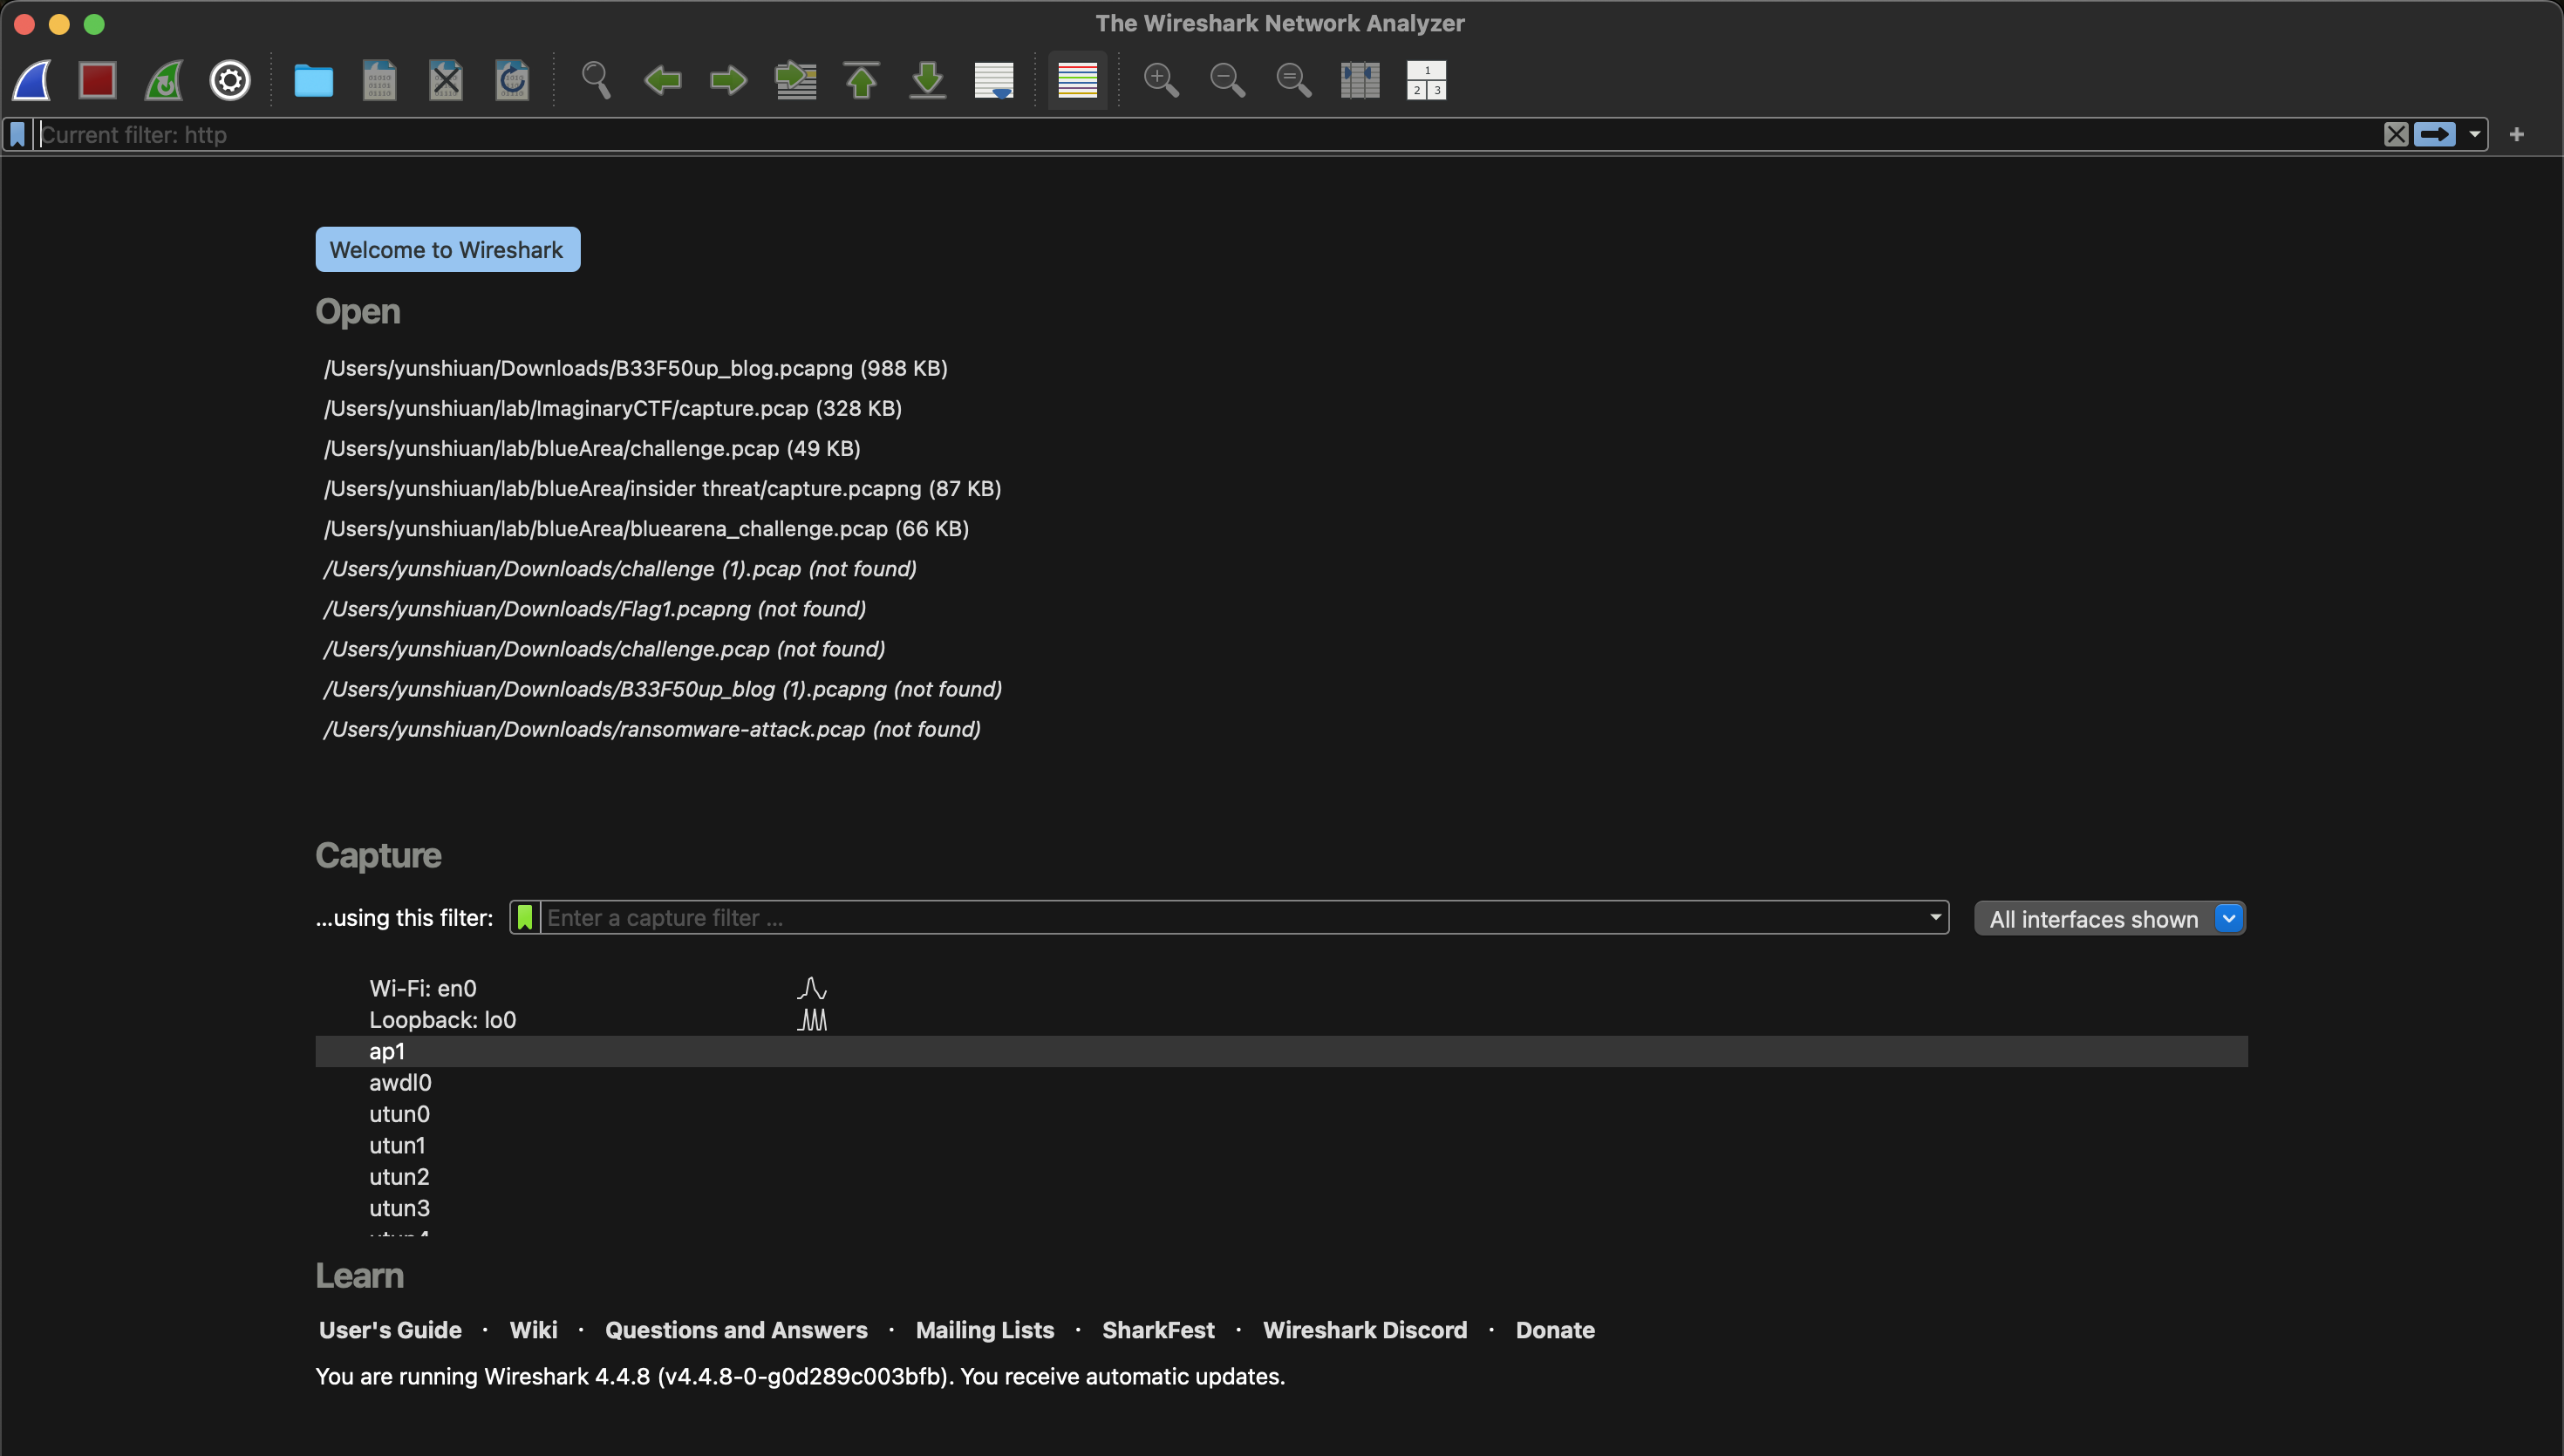 The Wireshark Network Analyzer
1
2 3
Current filter: http
Welcome to Wireshark
Open
/Users/yunshiuan/Downloads/B33F50up_blog.pcapng (988 KB)
/Users/yunshiuan/lab/ImaginaryCTF/capture.pcap (328 KB)
/Users/yunshiuan/lab/blueArea/challenge.pcap (49 KB)
/Users/yunshiuan/lab/blueArea/insider threat/capture.pcapng (87 KB)
/Users/yunshiuan/lab/blueArea/bluearena_challenge.pcap (66 KB)
/Users/yunshiuan/Downloads/challenge (1).pcap (not found)
/Users/yunshiuan/Downloads/Flag1.pcapng (not found)
/Users/yunshiuan/Downloads/challenge.pcap (not found)
/Users/yunshiuan/Downloads/B33F50up_blog (1).pcapng (not found)
/Users/yunshiuan/Downloads/ransomware-attack.pcap (not found)
Capture
...using this filter: Enter a capture filter ... All interfaces shown
Wi-Fi: en0
Loopback: lo0
ap1
awdl0
utun0
utun1
utun2
utun3
Learn
User's Guide · Wiki · Questions and Answers · Mailing Lists · SharkFest · Wireshark Discord · Donate
You are running Wireshark 4.4.8 (v4.4.8-0-g0d289c003bfb). You receive automatic updates.